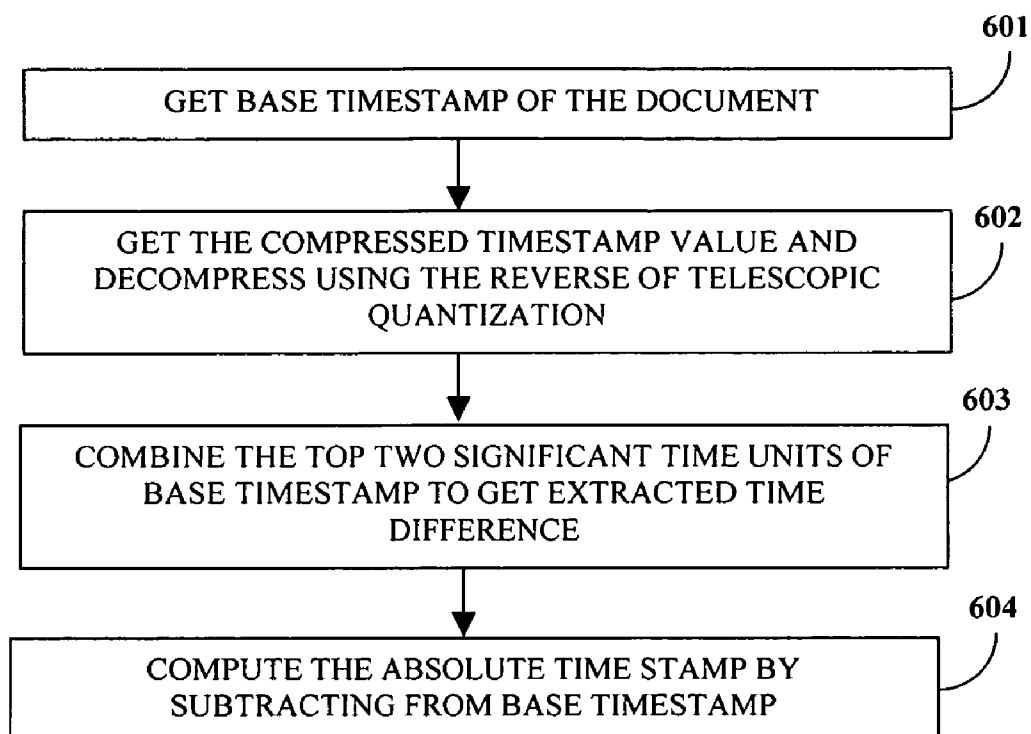 601
GET BASE TIMESTAMP OF THE DOCUMENT
602
GET THE COMPRESSED TIMESTAMP VALUE AND
DECOMPRESS USING THE REVERSE OF TELESCOPIC
QUANTIZATION
603
COMBINE THE TOP TWO SIGNIFICANT TIME UNITS OF
BASE TIMESTAMP TO GET EXTRACTED TIME
DIFFERENCE
604
COMPUTE THE ABSOLUTE TIME STAMP BY
SUBTRACTING FROM BASE TIMESTAMP